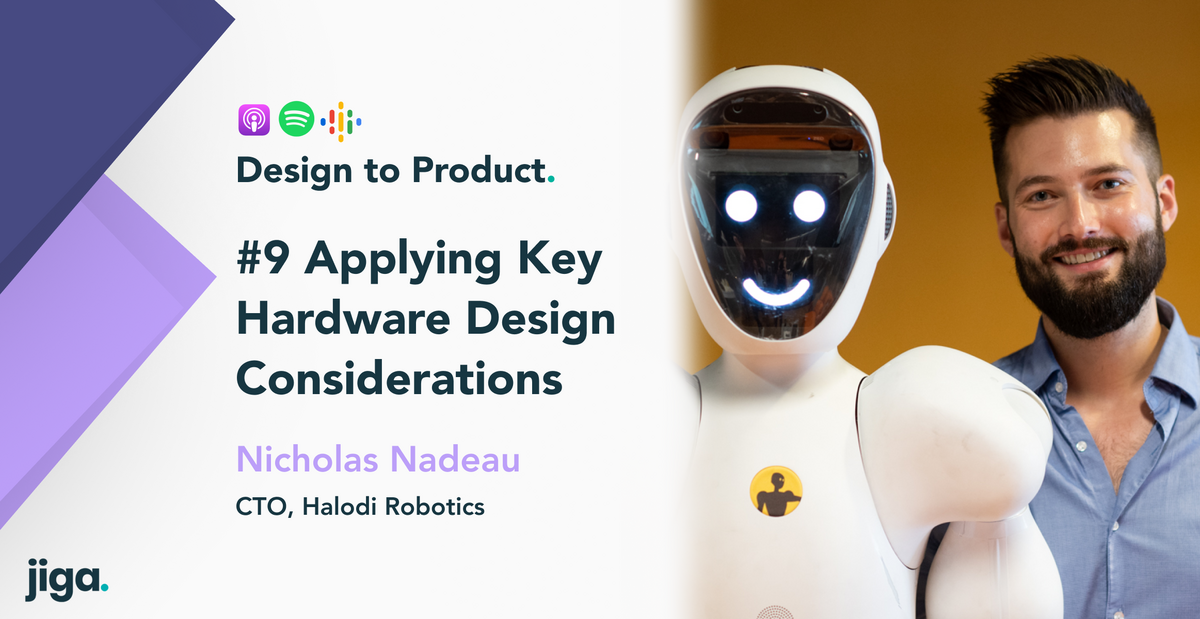 Design to Product.
#9 Applying Key
Hardware Design
Considerations
Nicholas Nadeau
CTO, Halodi Robotics
jiga.